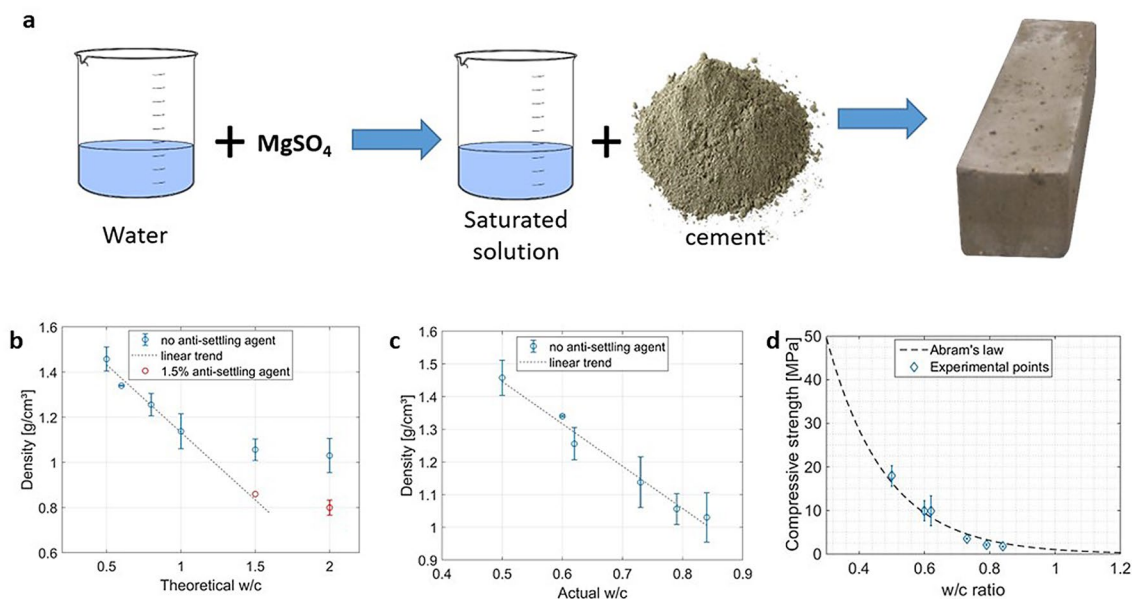 a
+ MgSO₄
+
Water
Saturated
solution
cement
b
1.6
1.4
1.2
1
0.8
0.6
0.5
1
1.5
2
Density [g/cm³]
Theoretical w/c
no anti-settling agent
linear trend
1.5% anti-settling agent
c
1.6
1.5
1.4
1.3
1.2
1.1
1
0.9
0.4
0.5
0.6
0.7
0.8
0.9
Density [g/cm³]
Actual w/c
no anti-settling agent
linear trend
d
50
40
30
20
10
0
0.4
0.6
0.8
1
1.2
Compressive strength [MPa]
w/c ratio
Abram's law
Experimental points